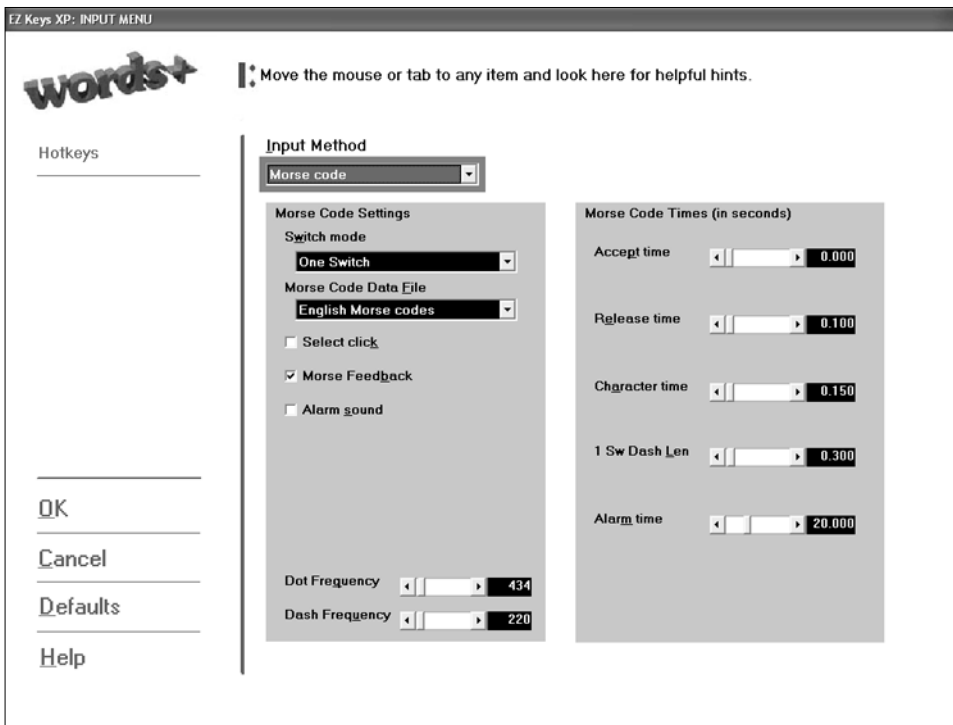 EZ Keys XP: INPUT MENU
words+
Move the mouse or tab to any item and look here for helpful hints.
Hotkeys
Input Method
Morse code
Morse Code Settings
Switch mode
One Switch
Morse Code Data File
English Morse codes
Select click
Morse Feedback
Alarm sound
Dot Frequency 434
Dash Frequency 220
Morse Code Times (in seconds)
Accept time 0.000
Release time 0.100
Character time 0.150
1 Sw Dash Len 0.300
Alarm time 20.000
OK
Cancel
Defaults
Help